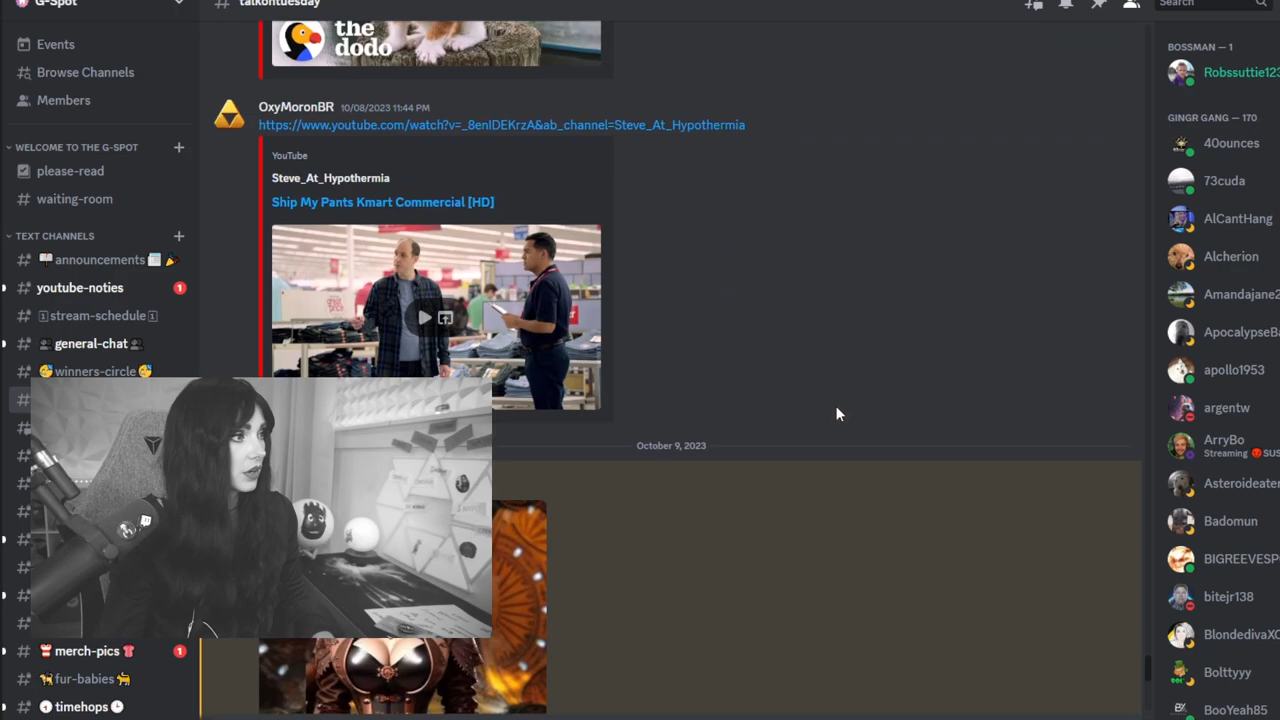 G-Spot
talkontuesday
Search
Events
Browse Channels
Members
WELCOME TO THE G-SPOT
please-read
waiting-room
TEXT CHANNELS
announcements
youtube-noties
1
stream-schedule
general-chat
winners-circle
merch-pics
1
fur-babies
timehops
the
dodo
OxyMoronBR 10/08/2023 11:44 PM
https://www.youtube.com/watch?v=_8enIDEKrzA&ab_channel=Steve_At_Hypothermia
YouTube
Steve_At_Hypothermia
Ship My Pants Kmart Commercial [HD]
October 9, 2023
BOSSMAN — 1
Robssuttie123
GINGR GANG — 170
40ounces
73cuda
AlCantHang
Alcherion
Amandajane2
ApocalypseBa
apollo1953
argentw
ArryBo
Streaming SUS
Asteroideater
Badomun
BIGREEVESP
bitejr138
BlondedivaXO
Bolttyyy
BooYeah85